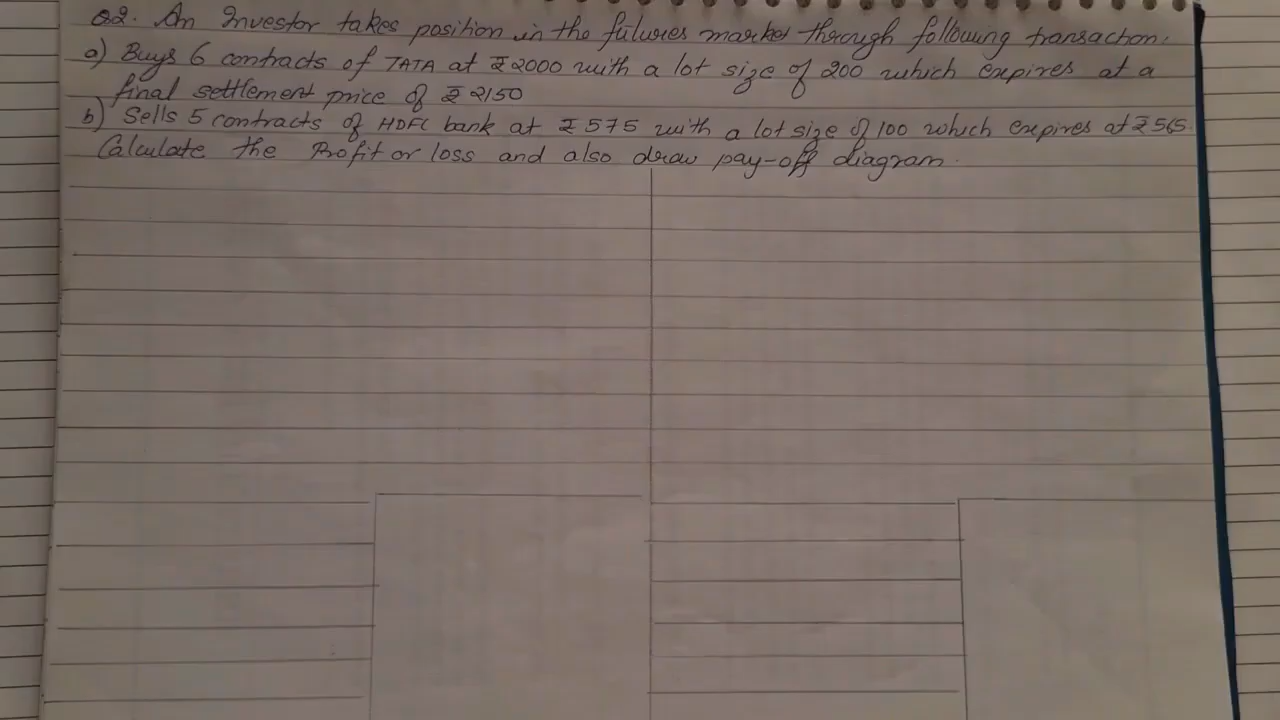 Q2. An Investor takes position in the futures market through following transaction.
a) Buys 6 contracts of TATA at ₹2000 with a lot size of 200 which expires at a
final settlement price of ₹2150
b) Sells 5 contracts of HDFC bank at ₹575 with a lot size of 100 which expires at ₹565.
Calculate the Profit or loss and also draw pay-off diagram.